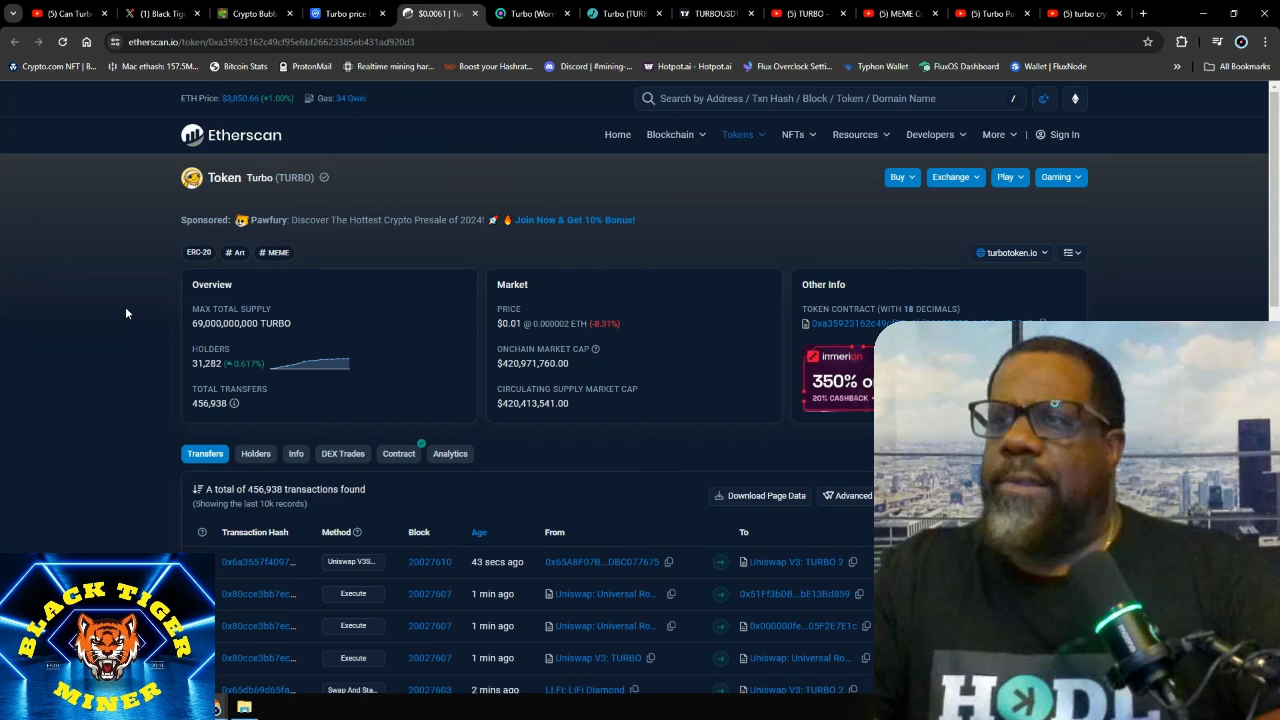 (5) Can Turb
(1) Black Tige
Crypto Bubb
Turbo price t
$0.0061 | Tur
Turbo (Worm
Turbo (TURB
TURBOUSDT
(5) TURBO -
(5) MEME Co
(5) Turbo Pu
(5) turbo cry
etherscan.io/token/0xa35923162c49cf95e6bf26623385eb431ad920d3
Crypto.com NFT | B...
Mac ethash: 157.5M...
Bitcoin Stats
ProtonMail
Realtime mining har...
Boost your Hashrat...
Discord | #mining-...
Hotpot.ai - Hotpot.ai
Flux Overclock Setti...
Typhon Wallet
FluxOS Dashboard
Wallet | FluxNode
All Bookmarks
ETH Price: $3,850.66 (+1.00%) Gas: 34 Gwei
Search by Address / Txn Hash / Block / Token / Domain Name /
Etherscan
Home Blockchain Tokens NFTs Resources Developers More | Sign In
Token Turbo (TURBO)
Buy Exchange Play Gaming
Sponsored: Pawfury: Discover The Hottest Crypto Presale of 2024! Join Now & Get 10% Bonus!
ERC-20 # Art # MEME
turbotoken.io
Overview
MAX TOTAL SUPPLY
69,000,000,000 TURBO
HOLDERS
31,282 (0.617%)
TOTAL TRANSFERS
456,938
Market
PRICE
$0.01 @ 0.000002 ETH (-8.31%)
ONCHAIN MARKET CAP
$420,971,760.00
CIRCULATING SUPPLY MARKET CAP
$420,413,541.00
Other Info
TOKEN CONTRACT (WITH 18 DECIMALS)
inmerion
350% o
20% CASHBACK
Transfers Holders Info DEX Trades Contract Analytics
A total of 456,938 transactions found
(Showing the last 10k records)
Download Page Data Advanced
Transaction Hash Method Block Age From To
0x6a3557f4097... Uniswap V3S... 20027610 43 secs ago 0x65A8F07B...DBC077675 Uniswap V3: TURBO 2
0x80cce3bb7ec... Execute 20027607 1 min ago Uniswap: Universal Ro... 0x51Ff3bDB...bE13Bd859
0x80cce3bb7ec... Execute 20027607 1 min ago Uniswap: Universal Ro... 0x000000fe...05F2E7E1c
0x80cce3bb7ec... Execute 20027607 1 min ago Uniswap V3: TURBO Uniswap: Universal Ro...
0x65db69d65fa... Swap And Sta... 20027603 2 mins ago LI.FI: LiFi Diamond Uniswap V3: TURBO 2
BLACK TIGER
MINER
HODL